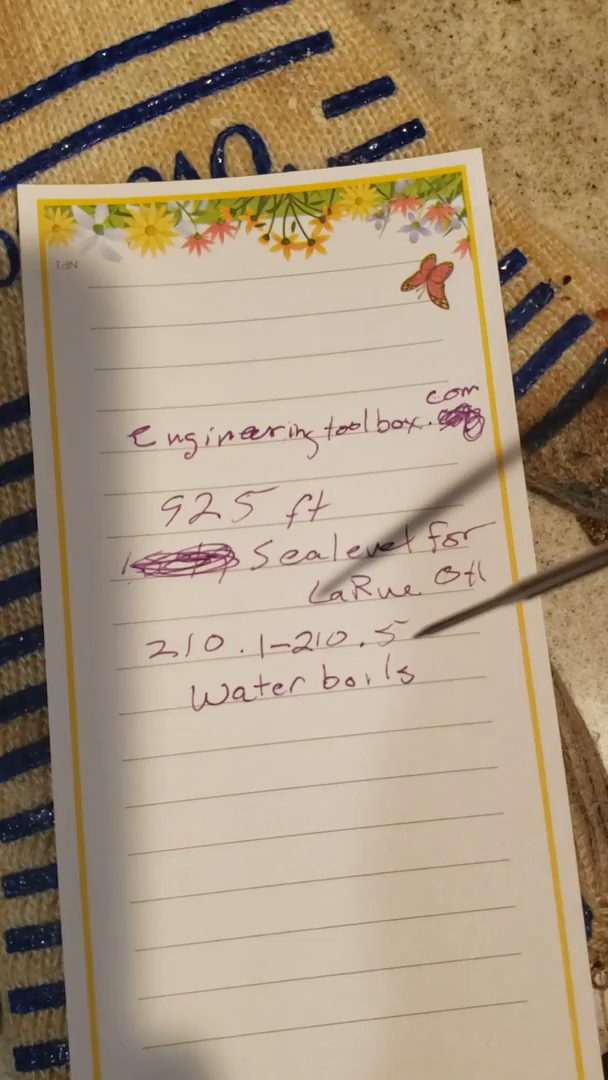 com
engineeringtoolbox.
925 ft
Sealevel for
LaRue OH
210.1-210.5
Water boils